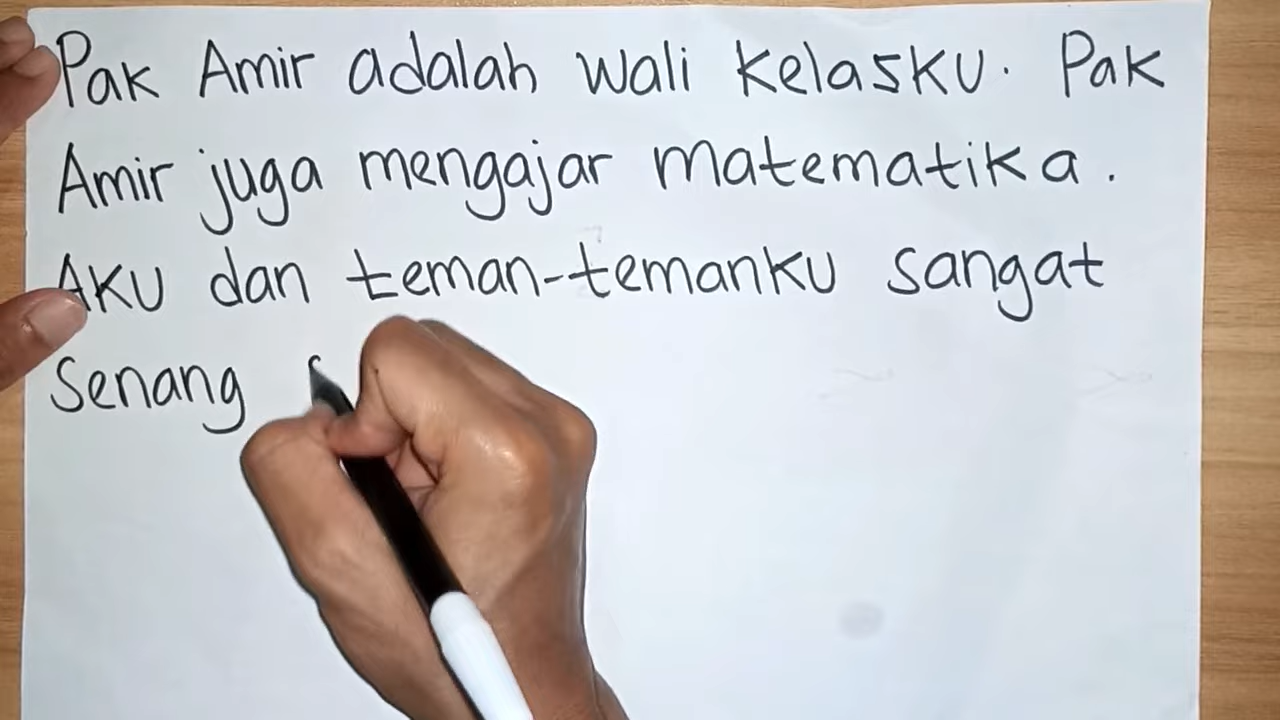 Pak Amir adalah wali kelasku. Pak
Amir juga mengajar matematika.
Aku dan teman-temanku sangat
senang